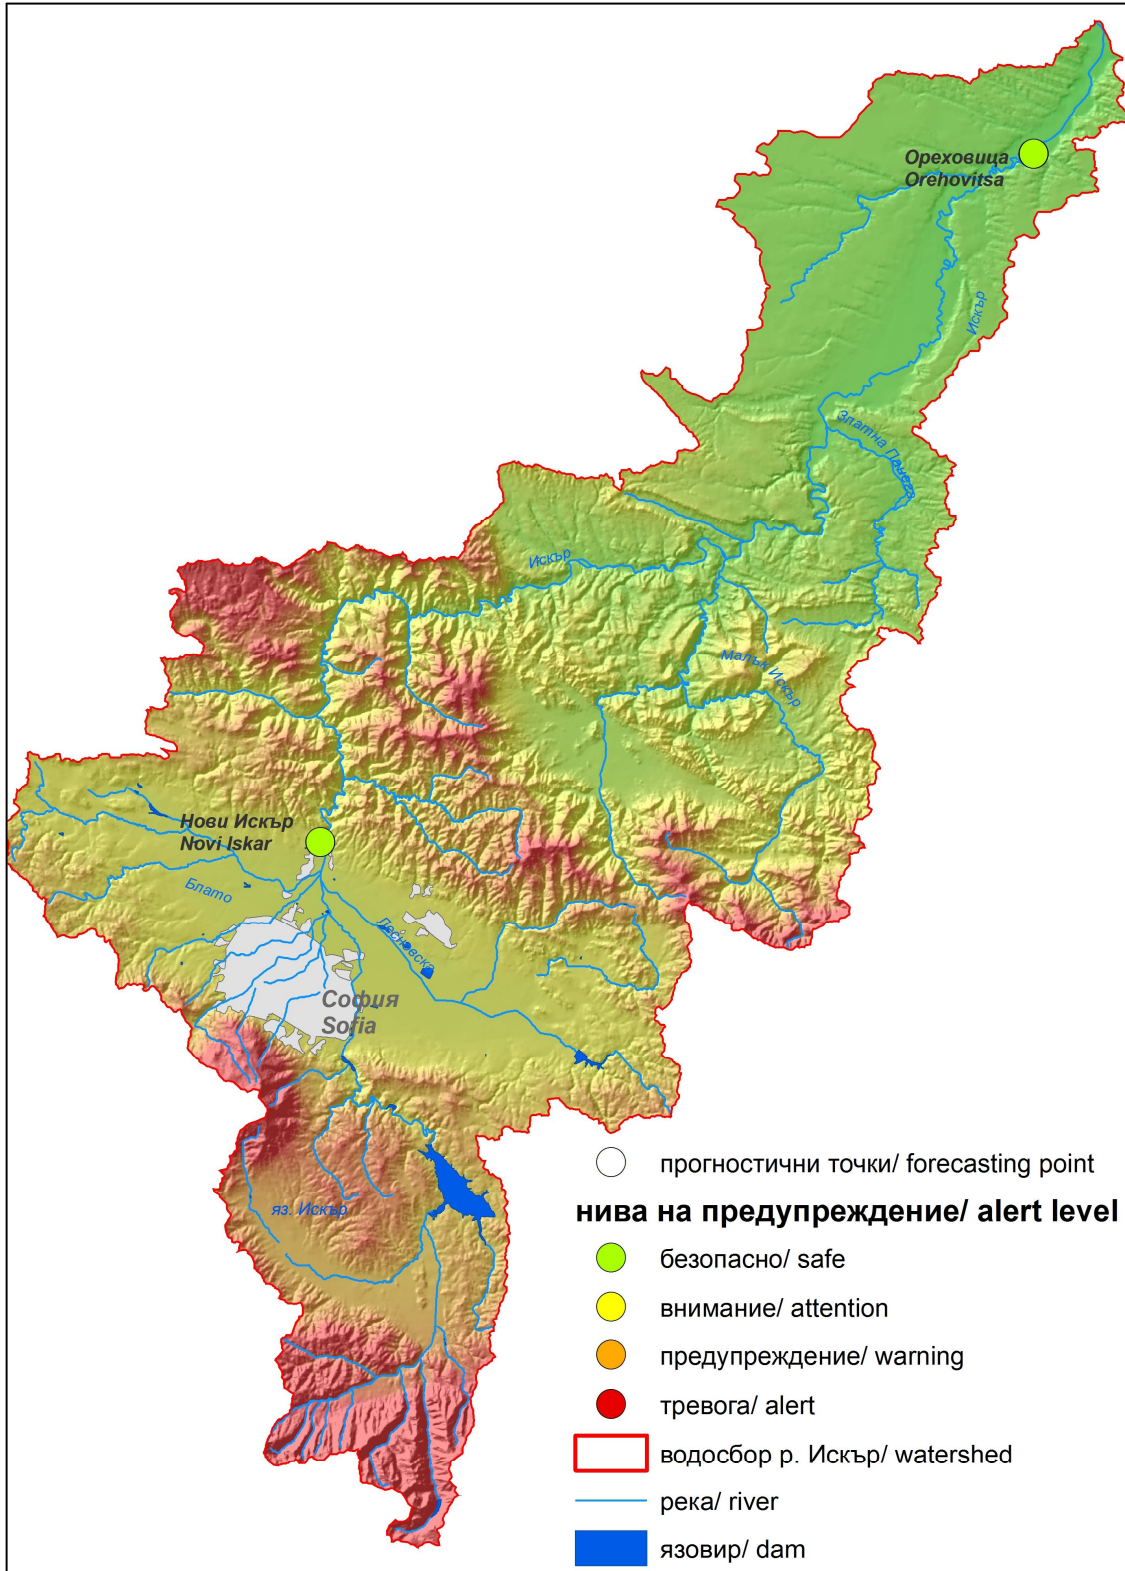 Ореховица
Orehovitsa
Искър
Златна Панега
Искър
Малък Искър
Нови Искър
Novi Iskar
Блато
Лесновска
София
Sofia
яз. Искър
прогностични точки/ forecasting point
нива на предупреждение/ alert level
безопасно/ safe
внимание/ attention
предупреждение/ warning
тревога/ alert
водосбор р. Искър/ watershed
река/ river
язовир/ dam